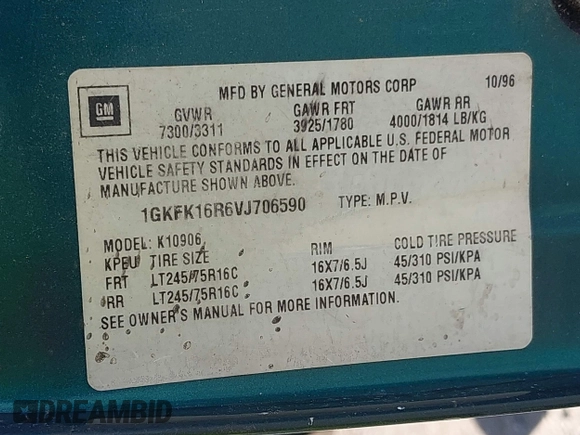 MFD BY GENERAL MOTORS CORP 10/96
GM
GVWR GAWR FRT GAWR RR
7300/3311 3925/1780 4000/1814 LB/KG
THIS VEHICLE CONFORMS TO ALL APPLICABLE U.S. FEDERAL MOTOR
VEHICLE SAFETY STANDARDS IN EFFECT ON THE DATE OF
MANUFACTURE SHOWN ABOVE.
1GKFK16R6VJ706590 TYPE: M.P.V.
MODEL: K10906
KPEU TIRE SIZE RIM COLD TIRE PRESSURE
FRT LT245/75R16C 16X7/6.5J 45/310 PSI/KPA
RR LT245/75R16C 16X7/6.5J 45/310 PSI/KPA
SEE OWNER'S MANUAL FOR MORE INFORMATION.
DREAMBID